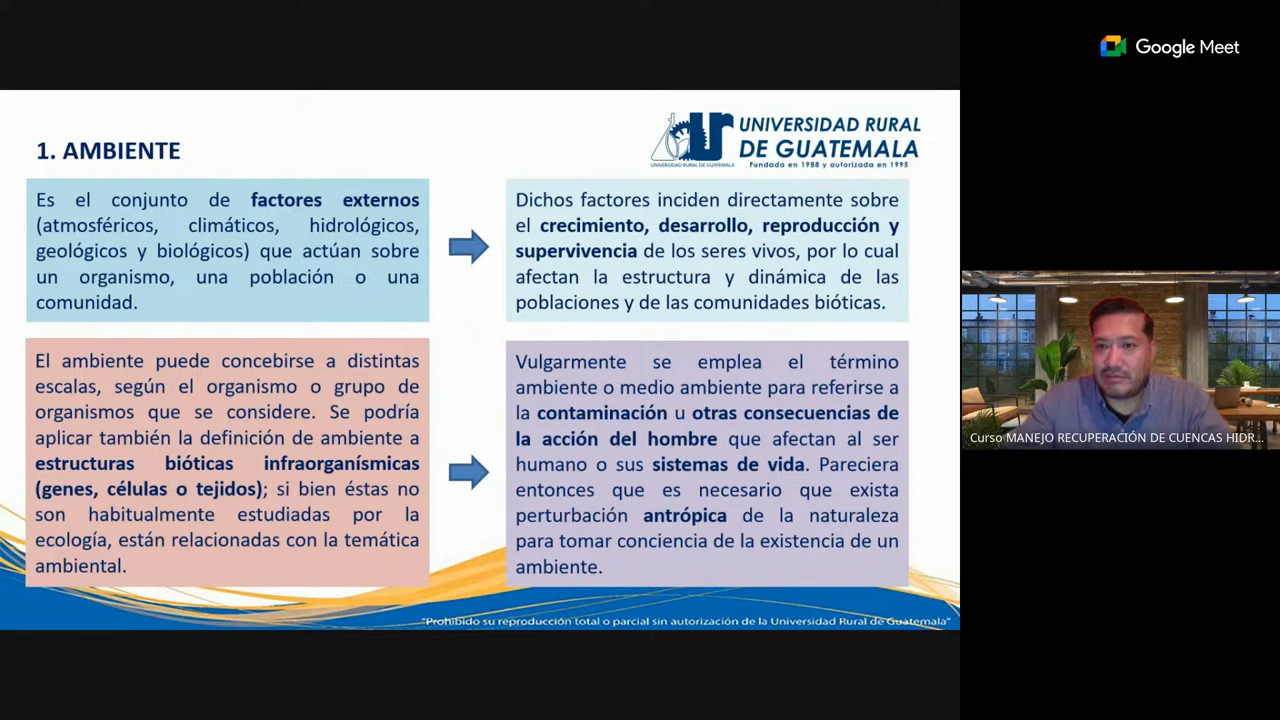 Google Meet
1. AMBIENTE
UNIVERSIDAD RURAL
DE GUATEMALA
Fundada en 1988 y autorizada en 1995
UNIVERSIDAD RURAL DE GUATEMALA
Es el conjunto de factores externos
(atmosféricos, climáticos, hidrológicos,
geológicos y biológicos) que actúan sobre
un organismo, una población o una
comunidad.
Dichos factores inciden directamente sobre
el crecimiento, desarrollo, reproducción y
supervivencia de los seres vivos, por lo cual
afectan la estructura y dinámica de las
poblaciones y de las comunidades bióticas.
El ambiente puede concebirse a distintas
escalas, según el organismo o grupo de
organismos que se considere. Se podría
aplicar también la definición de ambiente a
estructuras bióticas infraorganísmicas
(genes, células o tejidos); si bien éstas no
son habitualmente estudiadas por la
ecología, están relacionadas con la temática
ambiental.
Vulgarmente se emplea el término
ambiente o medio ambiente para referirse a
la contaminación u otras consecuencias de
la acción del hombre que afectan al ser
humano o sus sistemas de vida. Pareciera
entonces que es necesario que exista
perturbación antrópica de la naturaleza
para tomar conciencia de la existencia de un
ambiente.
"Prohibido su reproducción total o parcial sin autorización de la Universidad Rural de Guatemala"
Curso MANEJO RECUPERACIÓN DE CUENCAS HIDR...